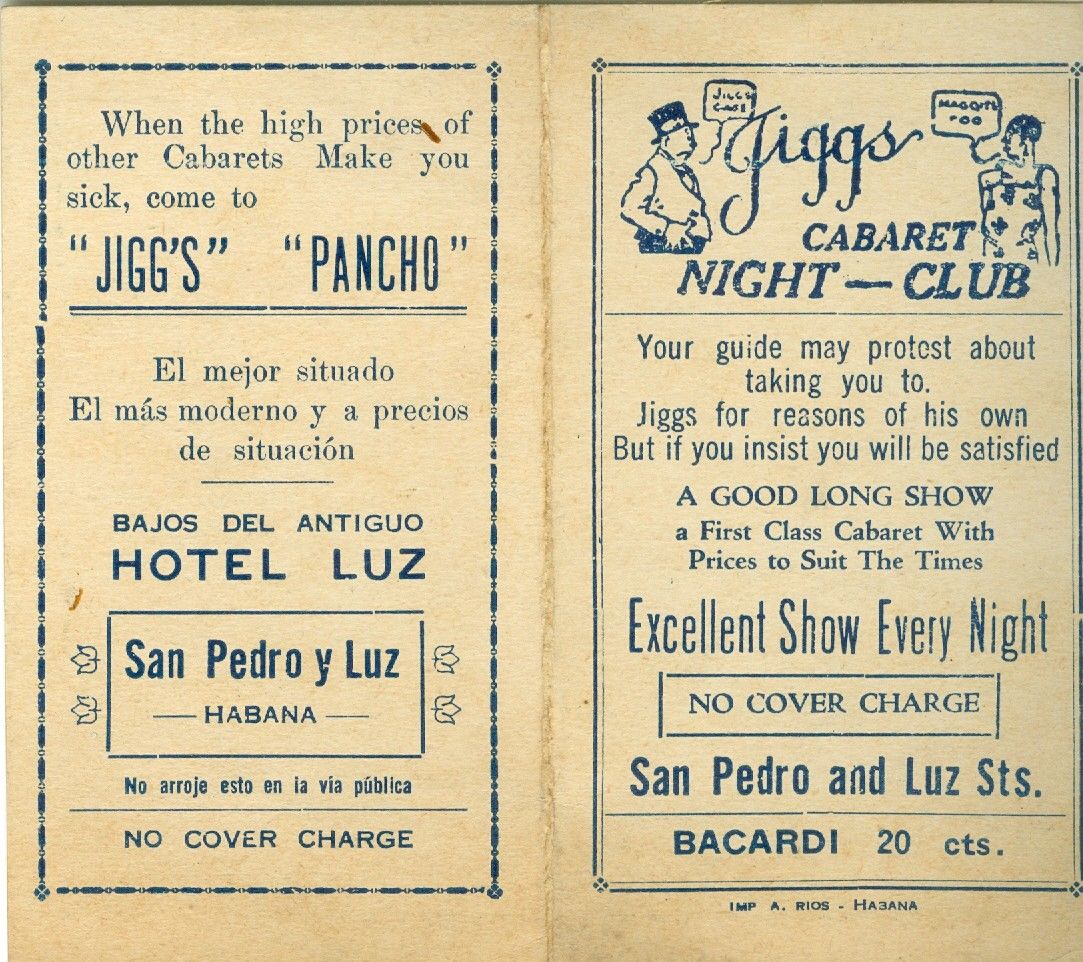 When the high prices of
other Cabarets Make you
sick, come to
"JIGG'S" "PANCHO"
El mejor situado
El más moderno y a precios
de situación
BAJOS DEL ANTIGUO
HOTEL LUZ
San Pedro y Luz
— HABANA —
No arroje esto en la vía pública
NO COVER CHARGE
JIGGS
Jiggs
CABARET
NIGHT — CLUB
Your guide may protest about
taking you to.
Jiggs for reasons of his own
But if you insist you will be satisfied
A GOOD LONG SHOW
a First Class Cabaret With
Prices to Suit The Times
Excellent Show Every Night
NO COVER CHARGE
San Pedro and Luz Sts.
BACARDI 20 cts.
IMP A. RIOS - HABANA